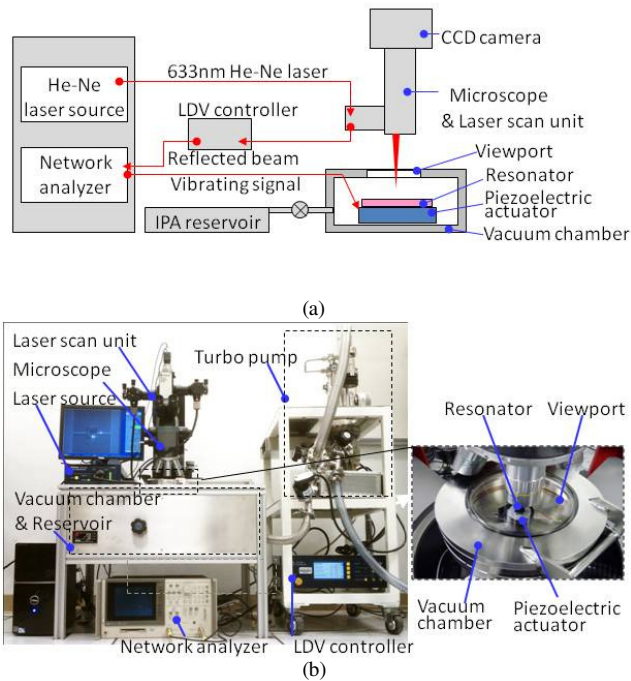 CCD camera
633nm He-Ne laser
He-Ne
laser source
LDV controller
Microscope
& Laser scan unit
Network
analyzer
Reflected beam
Vibrating signal
Viewport
Resonator
Piezoelectric
actuator
IPA reservoir
Vacuum chamber
(a)
Laser scan unit
Microscope
Laser source
Turbo pump
Resonator
Viewport
Vacuum chamber
& Reservoir
Vacuum
chamber
Piezoelectric
actuator
Network analyzer
LDV controller
(b)